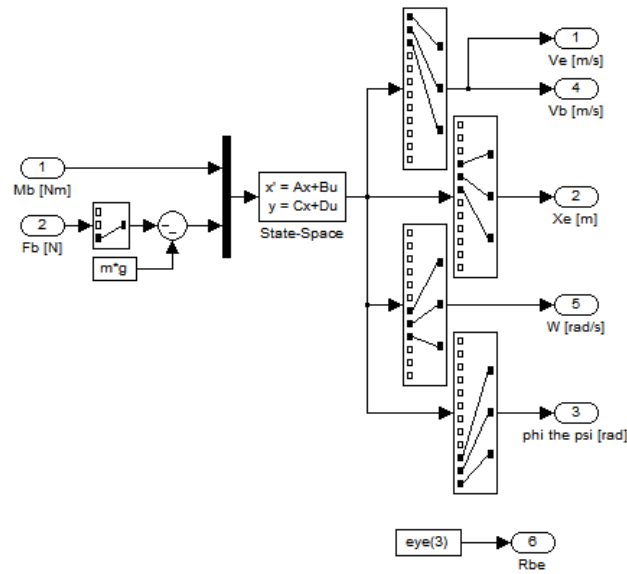 1
Ve [m/s]
4
Vb [m/s]
1
Mb [Nm]
x' = Ax+Bu
y = Cx+Du
State-Space
2
Xe [m]
2
Fb [N]
m*g
5
W [rad/s]
3
phi the psi [rad]
eye(3)
6
Rbe